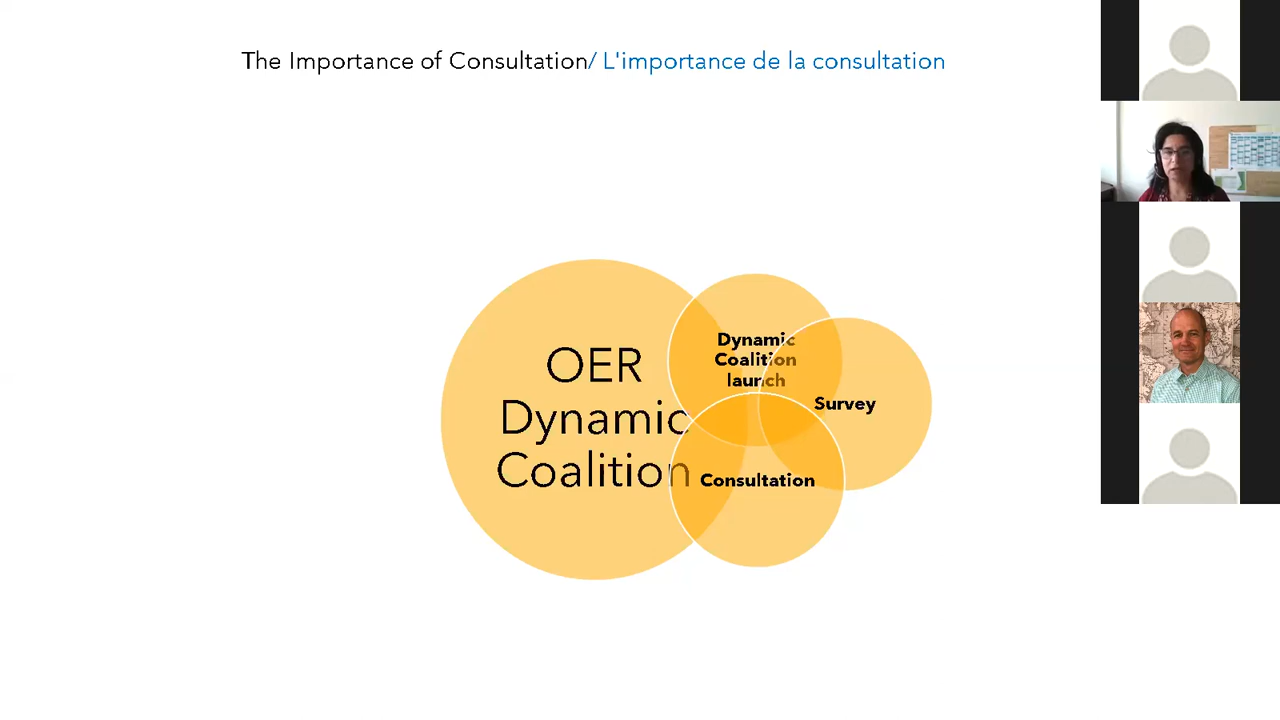 The Importance of Consultation/ L'importance de la consultation
OER
Dynamic
Coalition
Dynamic
Coalition
launch
Survey
Consultation